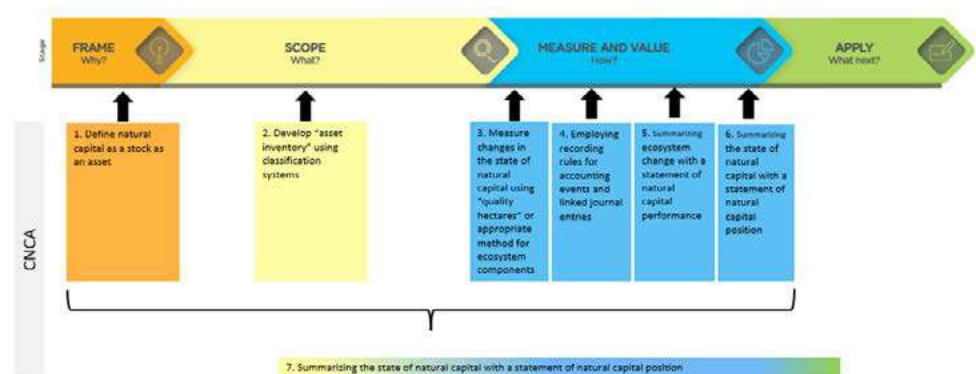 Stage
FRAME
Why?
SCOPE
What?
MEASURE AND VALUE
How?
APPLY
What next?
CNCA
1. Define natural
capital as a stock as
an asset
2. Develop "asset
inventory" using
classification
systems
3. Measure
changes in
the state of
natural
capital using
"quality
hectares" or
appropriate
method for
ecosystem
components
4. Employing
recording
rules for
accounting
events and
linked journal
entries
5. Summarizing
ecosystem
change with a
statement of
natural
capital
performance
6. Summarizing
the state of
natural
capital with a
statement of
natural
capital
position
7. Summarizing the state of natural capital with a statement of natural capital position